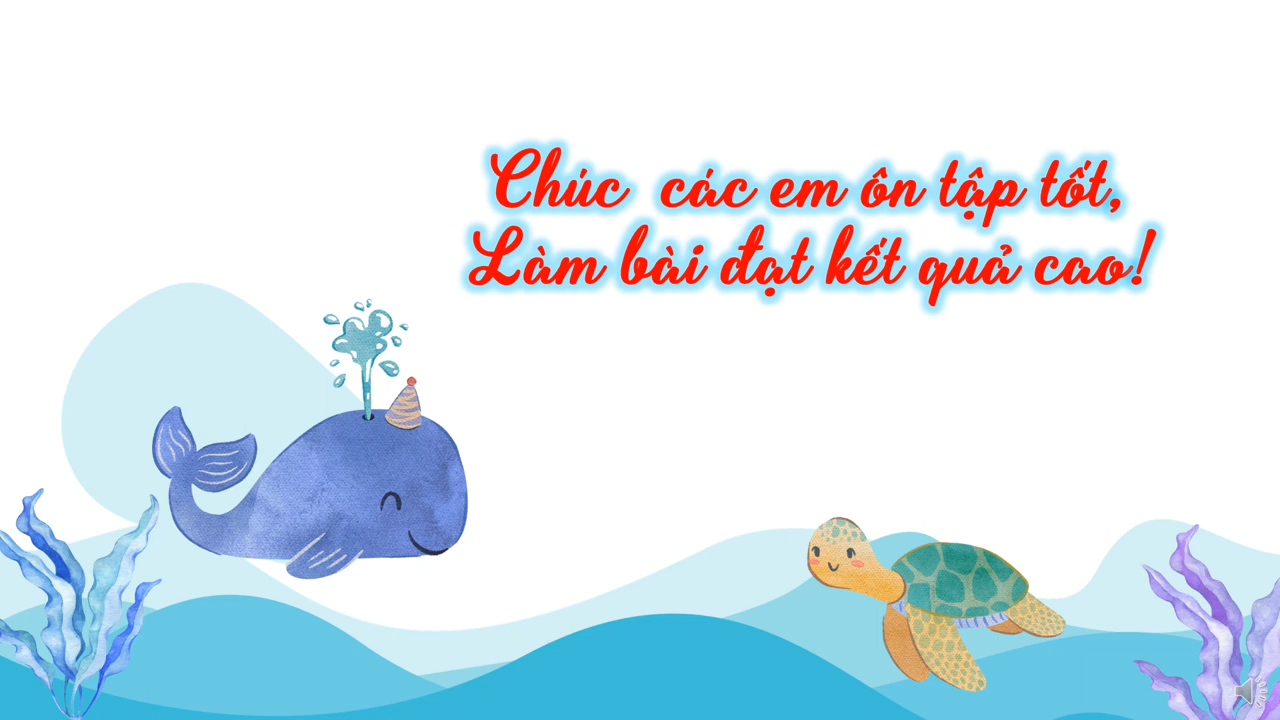 Chúc các em ôn tập tốt,
Làm bài đạt kết quả cao!